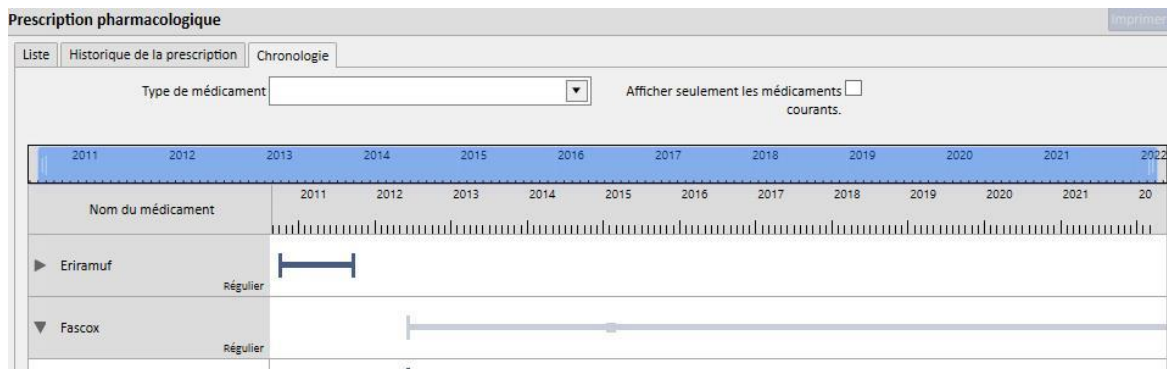 Prescription pharmacologique
Imprimer
Liste Historique de la prescription Chronologie
Type de médicament
Afficher seulement les médicaments
courants.
2011 2012 2013 2014 2015 2016 2017 2018 2019 2020 2021 2022
Nom du médicament
2011 2012 2013 2014 2015 2016 2017 2018 2019 2020 2021 20
Eriramuf
Régulier
Fascox
Régulier